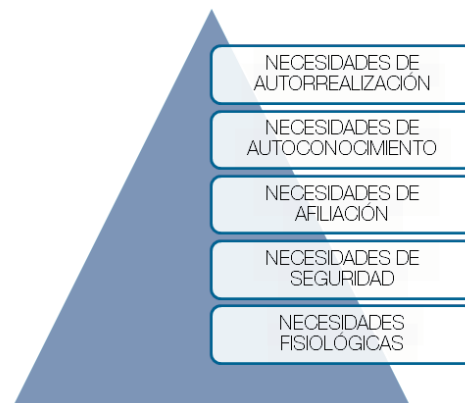 NECESIDADES DE
AUTORREALIZACIÓN
NECESIDADES DE
AUTOCONOCIMIENTO
NECESIDADES DE
AFILIACIÓN
NECESIDADES DE
SEGURIDAD
NECESIDADES
FISIOLÓGICAS